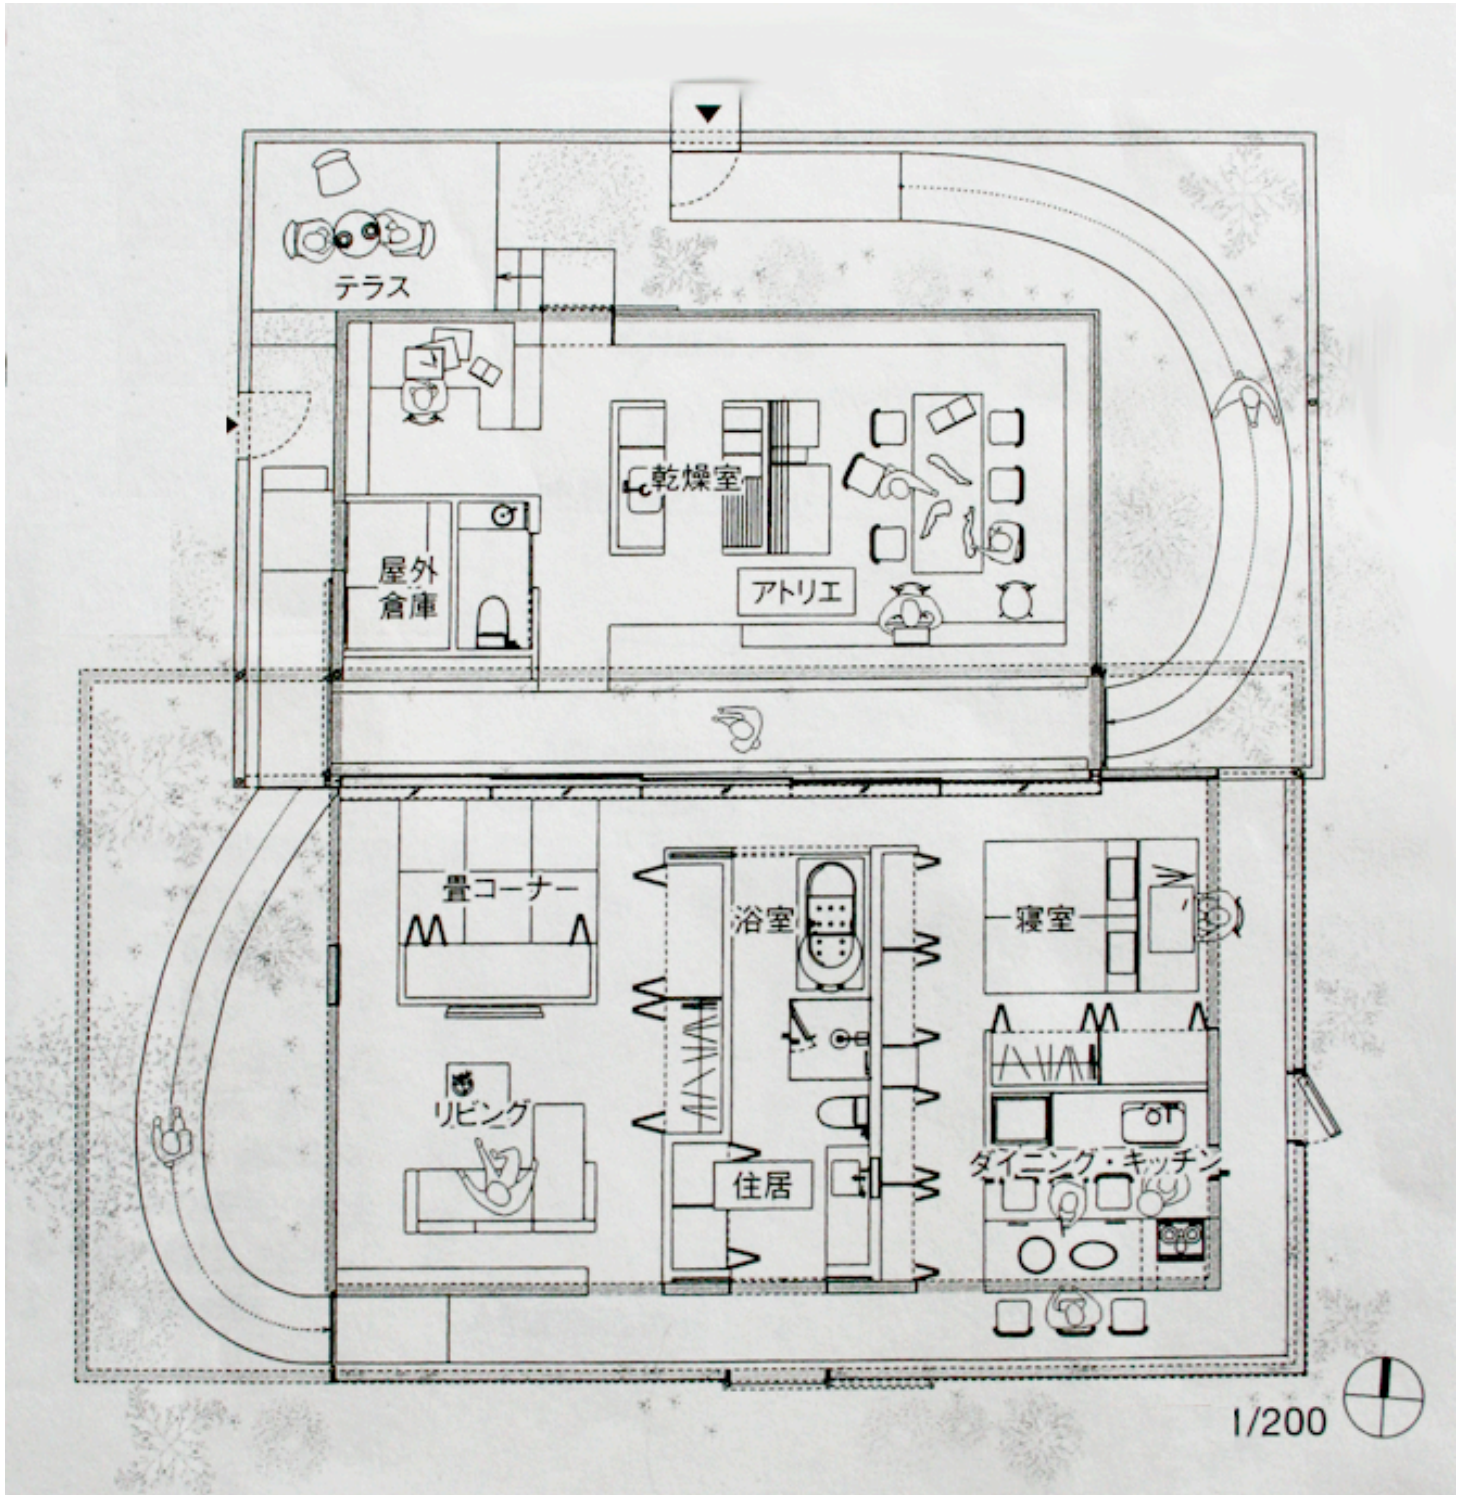 テラス
乾燥室
屋外
倉庫
アトリエ
畳コーナー
浴室
寝室
リビング
ダイニング・キッチン
住居
1/200